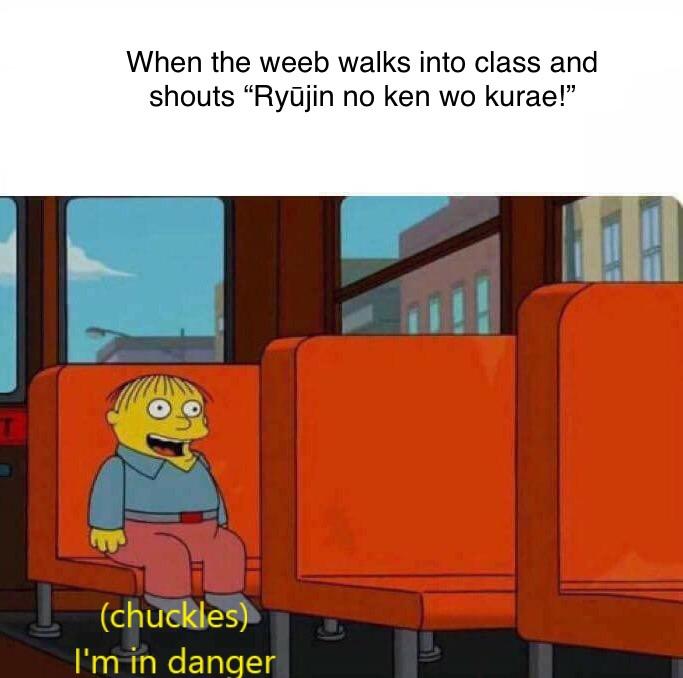 When the weeb walks into class and
shouts “Ryūjin no ken wo kurae!”
T
(chuckles)
I'm in danger